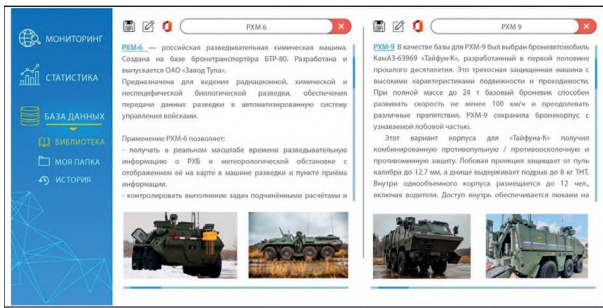 МОНИТОРИНГ
СТАТИСТИКА
БАЗА ДАННЫХ
БИБЛИОТЕКА
МОЯ ПАПКА
ИСТОРИЯ
РХМ 6
РХМ-6 — российская разведывательная химическая машина.
Создана на базе бронетранспортёра БТР-80. Разработана и
выпускается ОАО «Завод Тула».
Предназначена для ведения радиационной, химической и
неспецифической биологической разведки, обеспечения
передачи данных разведки в автоматизированную систему
управления войсками.
Применение РХМ-6 позволяет:
- получать в реальном масштабе времени разведывательную
информацию о РХБ и метеорологической обстановке с
отображением её на карте в машине разведки и пункте приёма
информации.
- контролировать выполнение задач подчинёнными расчётами и
РХМ 9
РХМ-9 В качестве базы для РХМ-9 был выбран бронеавтомобиль
КамАЗ-63969 «Тайфун-К», разработанный в первой половине
прошлого десятилетия. Это трехосная защищенная машина с
высокими характеристиками подвижности и проходимости.
При полной массе до 24 т базовый броневик способен
развивать скорость не менее 100 км/ч и преодолевать
различные препятствия. РХМ-9 сохранила бронекорпус с
узнаваемой лобовой частью.
Этот вариант корпуса для «Тайфуна-К» получил
комбинированную противопульную / противоосколочную и
противоминную защиту. Лобовая проекция защищает от пуль
калибра до 12,7 мм, а днище выдерживает подрыв до 8 кг ТНТ.
Внутри однообъемного корпуса размещается до 12 чел.,
включая водителя. Доступ внутрь обеспечивается люками на